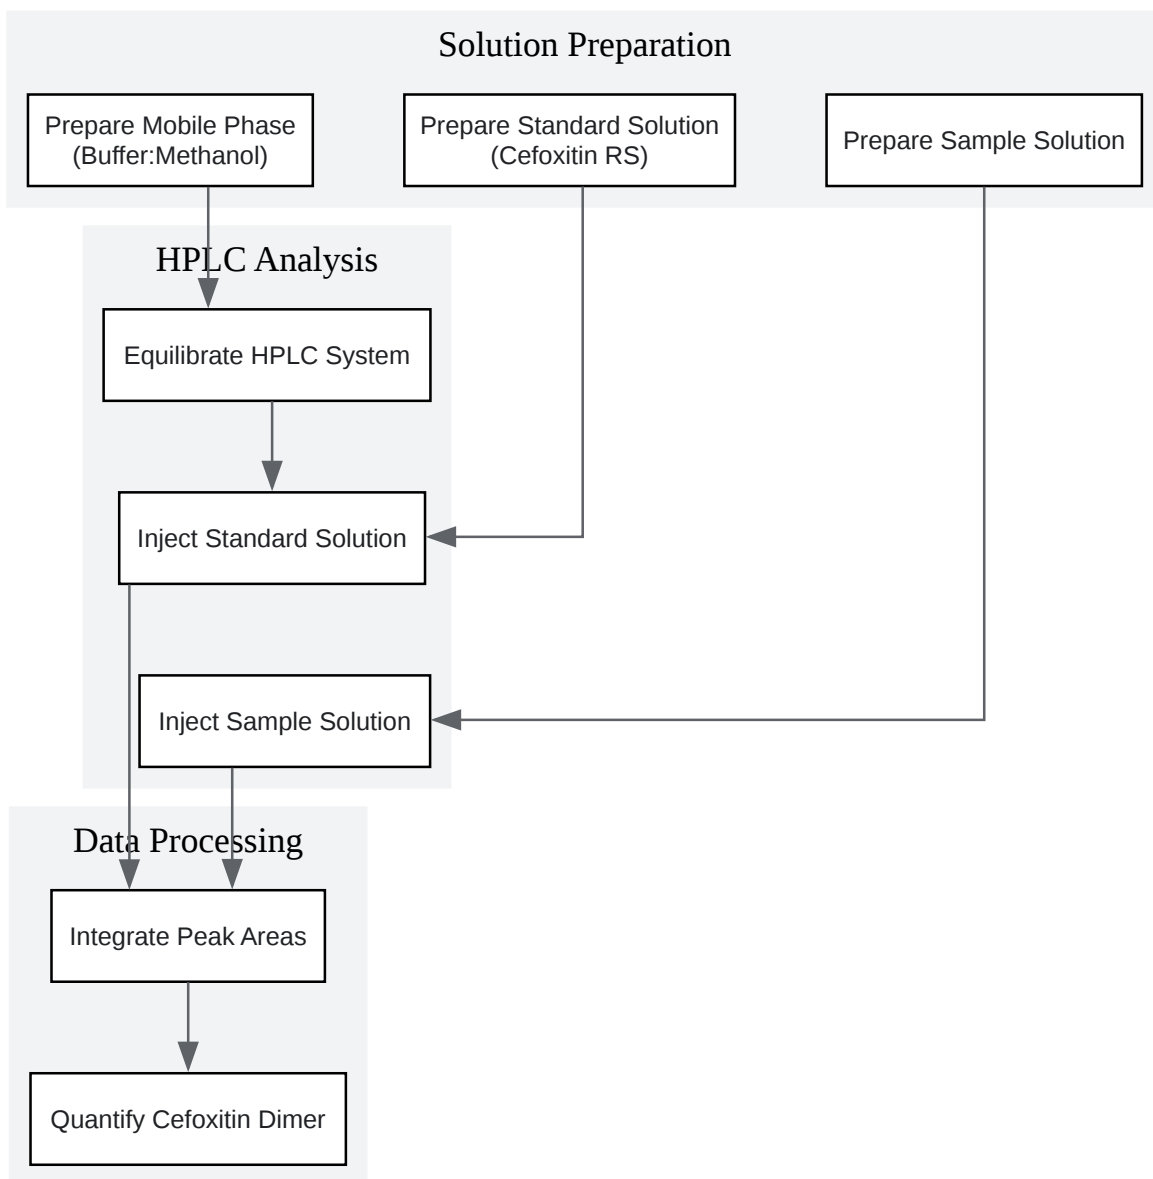 Solution Preparation
Prepare Mobile Phase
(Buffer:Methanol)
Prepare Standard Solution
(Cefoxitin RS)
Prepare Sample Solution
HPLC Analysis
Equilibrate HPLC System
Inject Standard Solution
Inject Sample Solution
Data Processing
Integrate Peak Areas
Quantify Cefoxitin Dimer